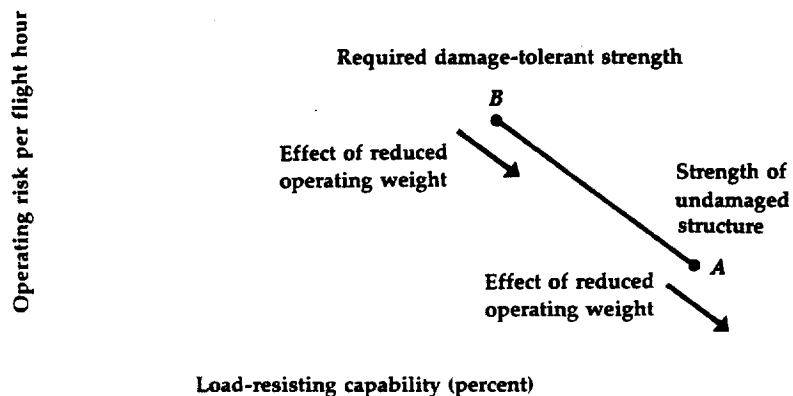 Operating risk per flight hour
Required damage-tolerant strength
B
Effect of reduced
operating weight
Strength of
undamaged
structure
A
Effect of reduced
operating weight
Load-resisting capability (percent)